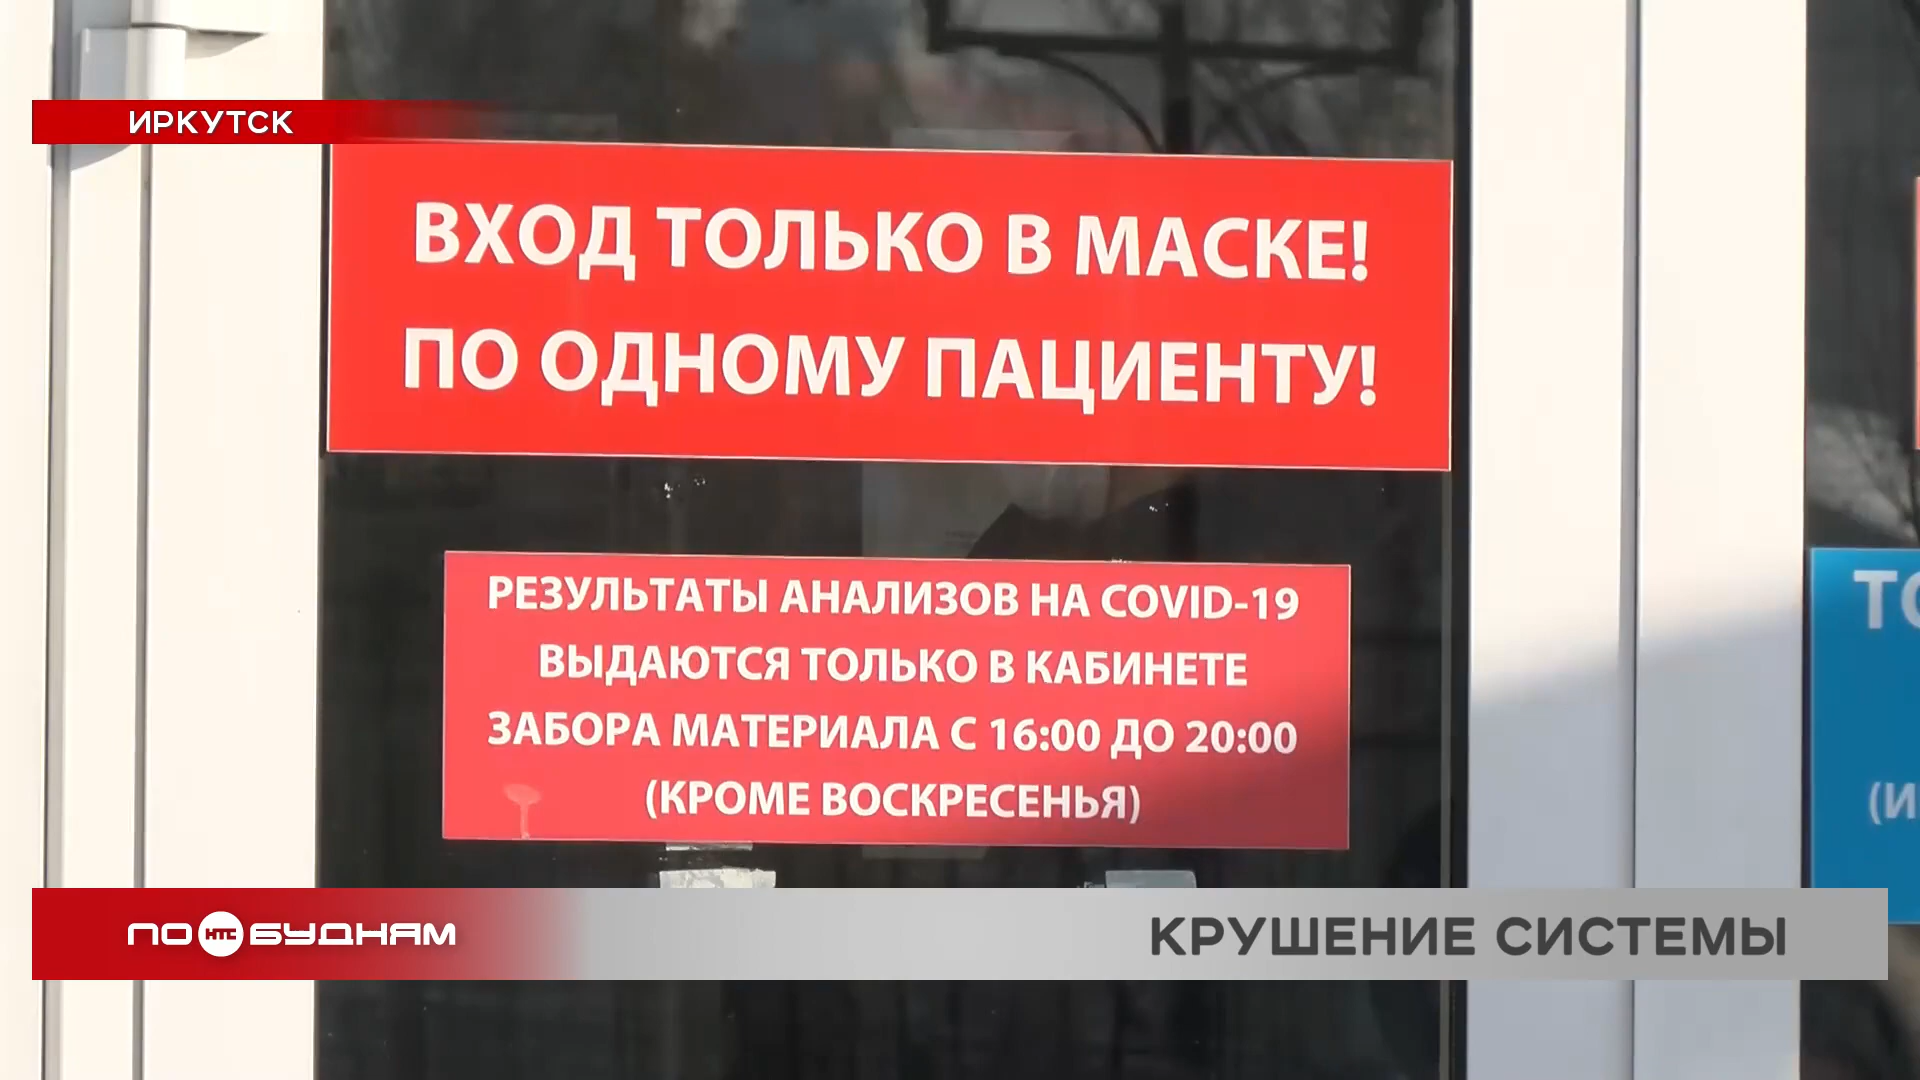 ИРКУТСК
ВХОД ТОЛЬКО В МАСКЕ!
ПО ОДНОМУ ПАЦИЕНТУ!
РЕЗУЛЬТАТЫ АНАЛИЗОВ НА COVID-19
ВЫДАЮТСЯ ТОЛЬКО В КАБИНЕТЕ
ЗАБОРА МАТЕРИАЛА С 16:00 ДО 20:00
(КРОМЕ ВОСКРЕСЕНЬЯ)
ПО НТС БУДНЯМ
КРУШЕНИЕ СИСТЕМЫ